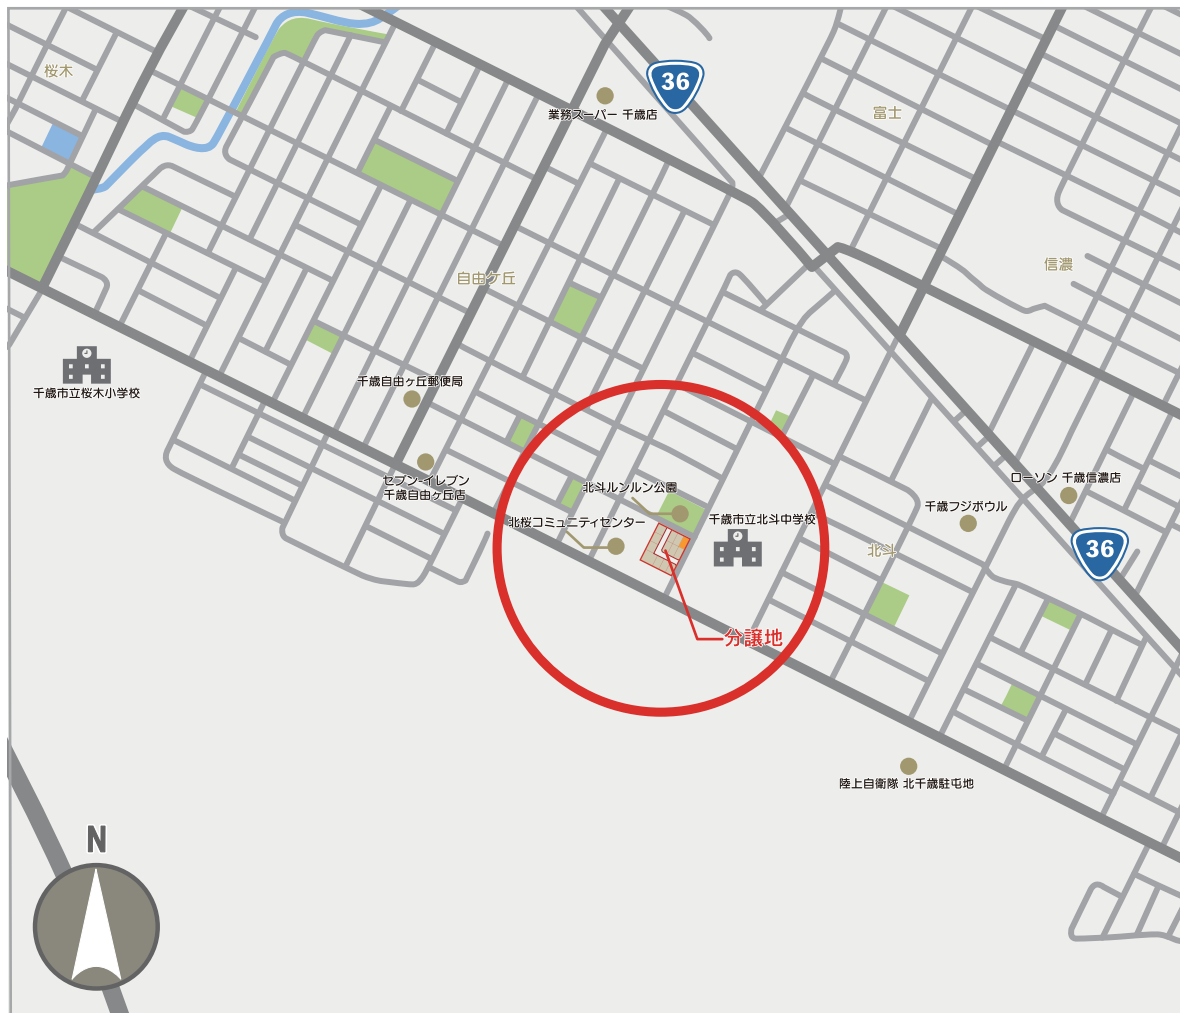 桜木
36
業務スーパー 千歳店
富士
信濃
自由ケ丘
千歳市立桜木小学校
千歳自由ヶ丘郵便局
セブン-イレブン
千歳自由ヶ丘店
北斗ルンルン公園
ローソン 千歳信濃店
千歳フジボウル
北桜コミュニティセンター
千歳市立北斗中学校
北斗
36
分譲地
陸上自衛隊 北千歳駐屯地
N